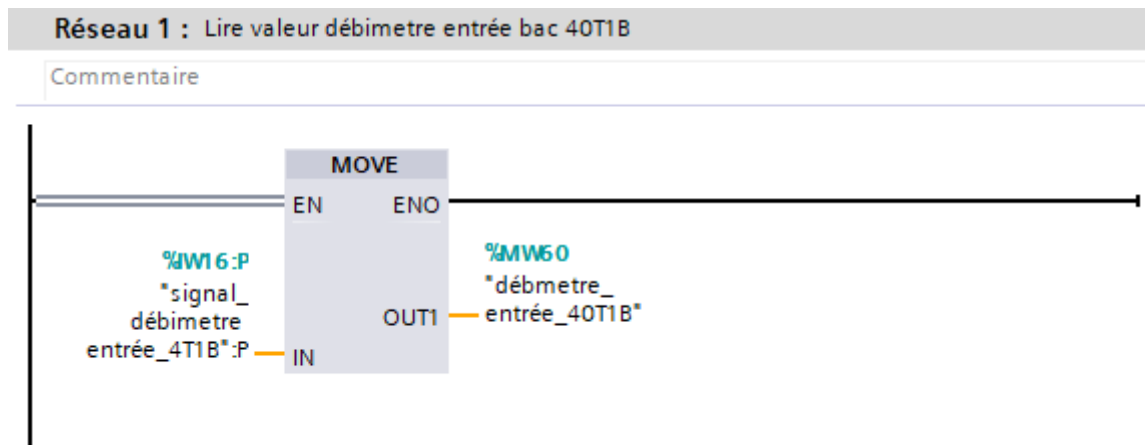 Réseau 1 : Lire valeur débimetre entrée bac 40T1B
Commentaire
MOVE
EN ENO
%IW16:P
"signal_
débimetre
entrée_4T1B":P
IN
%MW60
"débmetre_
entrée_40T1B"
OUT1